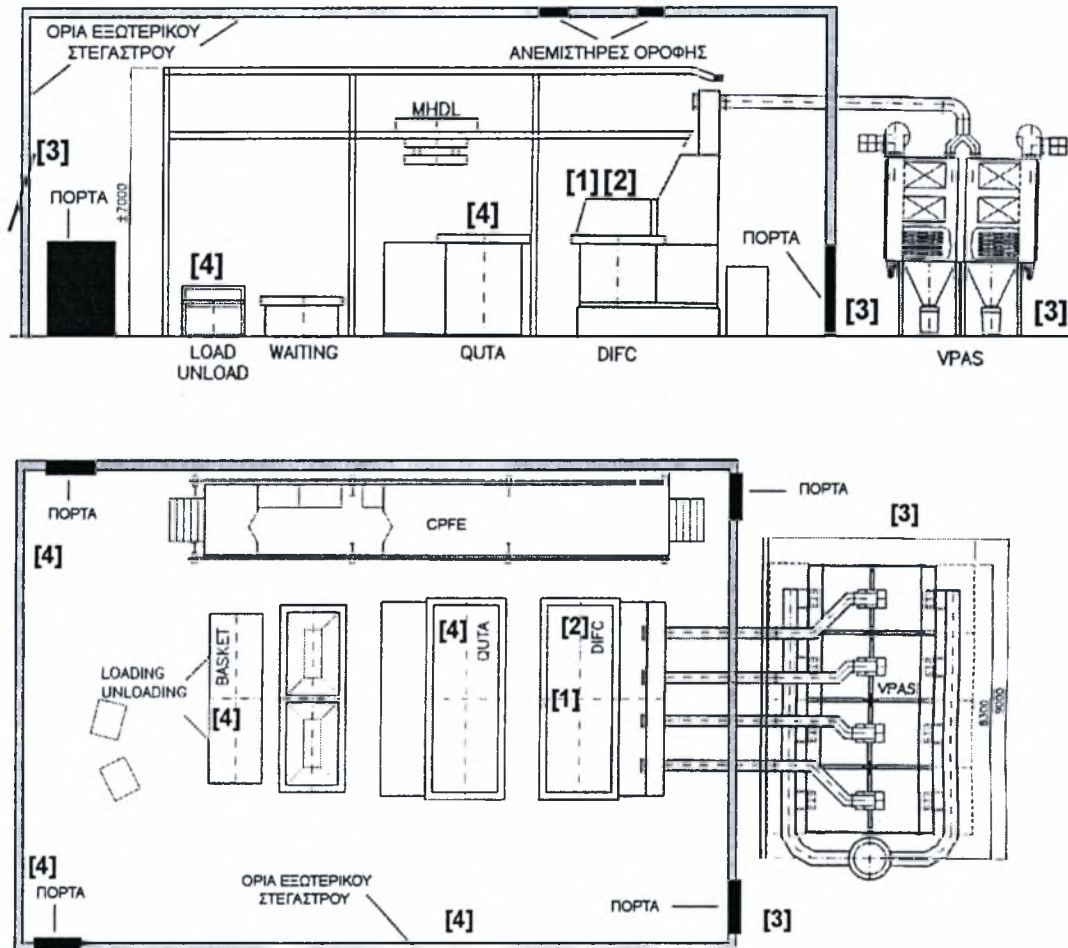 ΟΡΙΑ ΕΞΩΤΕΡΙΚΟΥ
ΣΤΕΓΑΣΤΡΟΥ
ΑΝΕΜΙΣΤΗΡΕΣ ΟΡΟΦΗΣ
MHDL
[3]
ΠΟΡΤΑ
±7000
[1] [2]
[4]
[4]
ΠΟΡΤΑ
[3]
[3]
LOAD
UNLOAD
WAITING
QUTA
DIFC
VPAS
ΠΟΡΤΑ
[4]
CPFE
ΠΟΡΤΑ
[3]
LOADING
UNLOADING
BASKET
[4]
[4]
QUTA
[2]
DIFC
[1]
VPAS
8300
9000
[4]
ΠΟΡΤΑ
ΟΡΙΑ ΕΞΩΤΕΡΙΚΟΥ
ΣΤΕΓΑΣΤΡΟΥ
[4]
ΠΟΡΤΑ
[3]